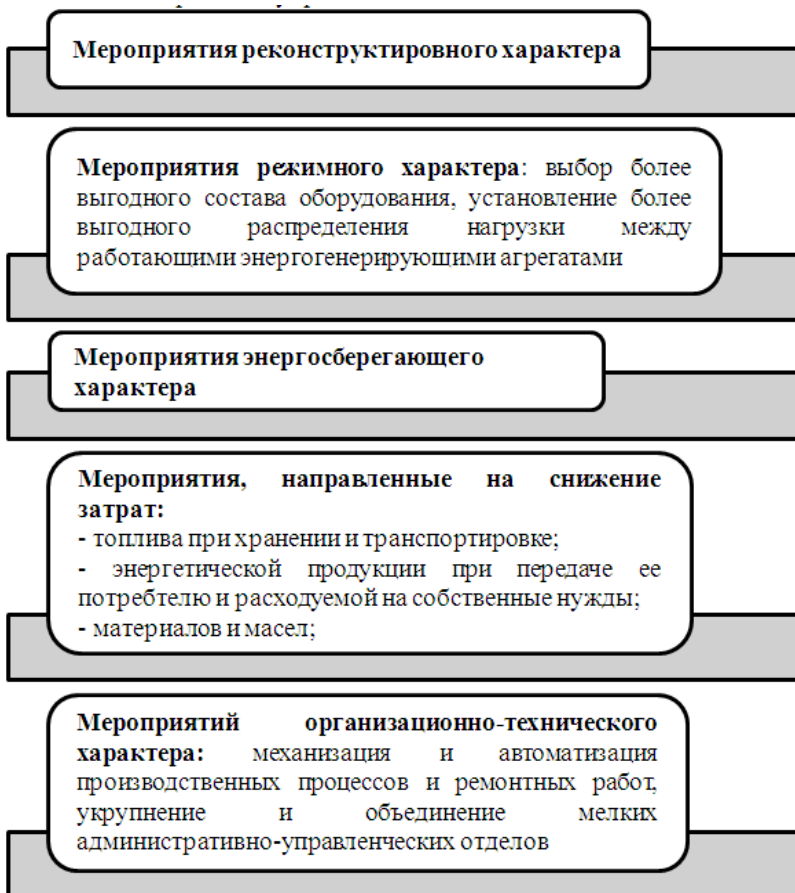 Мероприятия реконструктировного характера
Мероприятия режимного характера: выбор более
выгодного состава оборудования, установление более
выгодного распределения нагрузки между
работающими энергогенерирующими агрегатами
Мероприятия энергосберегающего
характера
Мероприятия, направленные на снижение
затрат:
- топлива при хранении и транспортировке;
- энергетической продукции при передаче ее
потребтелю и расходуемой на собственные нужды;
- материалов и масел;
Мероприятий организационно-технического
характера: механизация и автоматизация
производственных процессов и ремонтных работ,
укрупнение и объединение мелких
административно-управленческих отделов